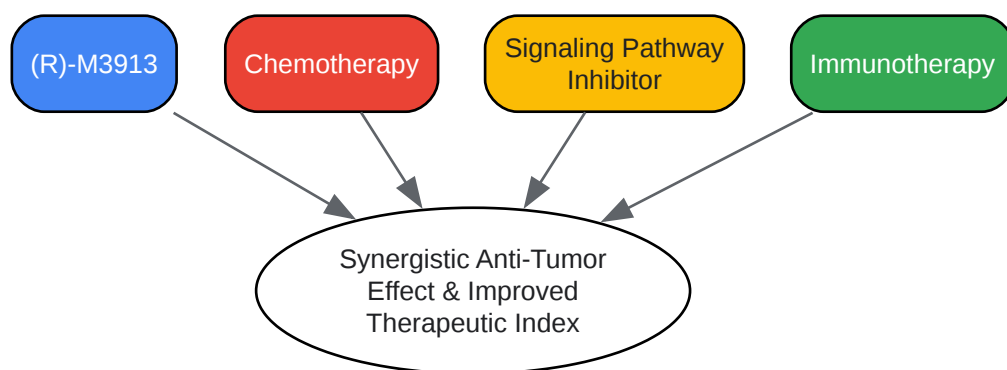 (R)-M3913
Chemotherapy
Signaling Pathway
Inhibitor
Immunotherapy
Synergistic Anti-Tumor
Effect & Improved
Therapeutic Index